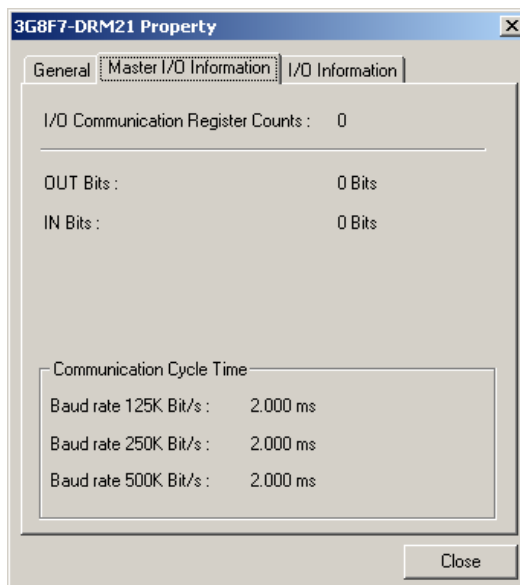 3G8F7-DRM21 Property
General Master I/O Information I/O Information
I/O Communication Register Counts : 0
OUT Bits : 0 Bits
IN Bits : 0 Bits
Communication Cycle Time
Baud rate 125K Bit/s : 2.000 ms
Baud rate 250K Bit/s : 2.000 ms
Baud rate 500K Bit/s : 2.000 ms
Close